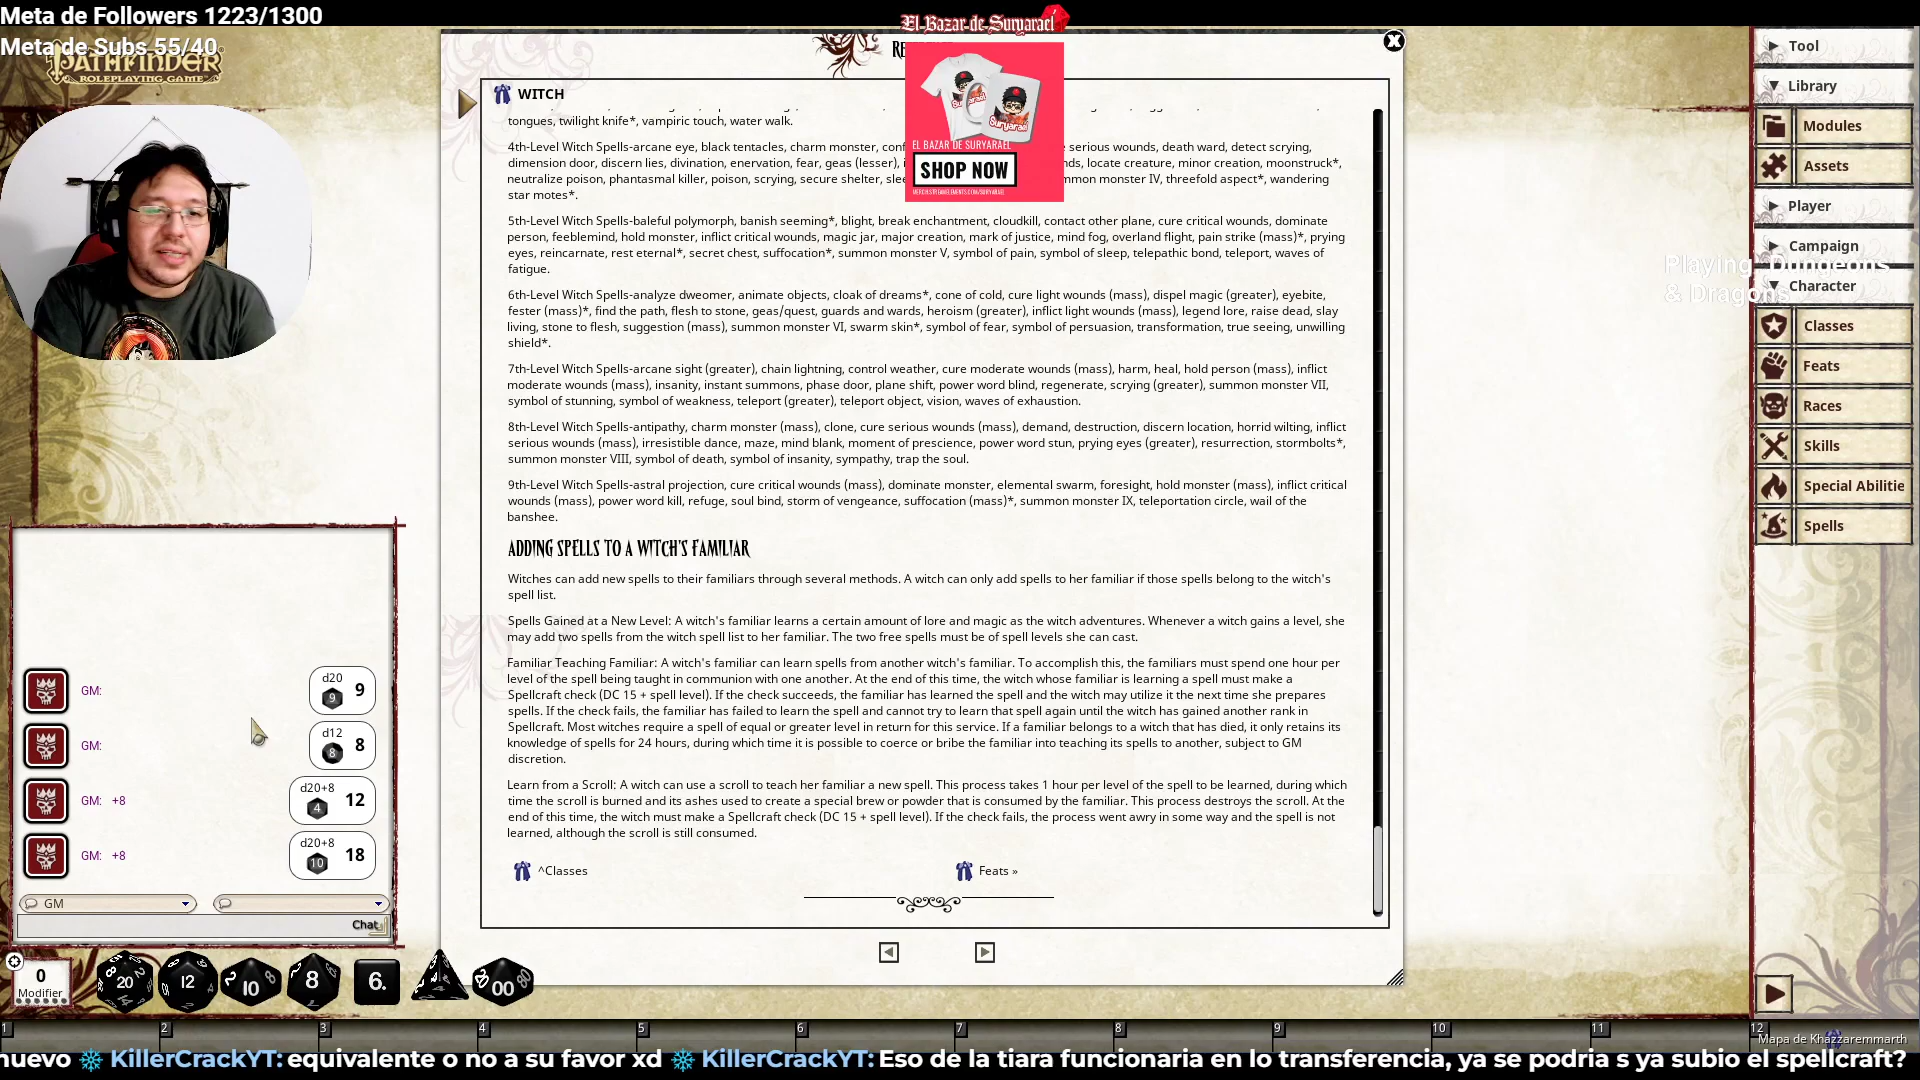 Meta de Followers 1223/1300
Meta de Subs 55/40
PATHFINDER
ROLEPLAYING GAME
El Bazar de Suryarael
Suryarael
EL BAZAR DE SURYARAEL
SHOP NOW
WITCH
tongues, twilight knife*, vampiric touch, water walk.
4th-Level Witch Spells-arcane eye, black tentacles, charm monster, conf serious wounds, death ward, detect scrying,
dimension door, discern lies, divination, enervation, fear, geas (lesser), locate creature, minor creation, moonstruck*,
neutralize poison, phantasmal killer, poison, scrying, secure shelter, slee mmon monster IV, threefold aspect*, wandering
star motes*.
5th-Level Witch Spells-baleful polymorph, banish seeming*, blight, break enchantment, cloudkill, contact other plane, cure critical wounds, dominate
person, feeblemind, hold monster, inflict critical wounds, magic jar, major creation, mark of justice, mind fog, overland flight, pain strike (mass)*, prying
eyes, reincarnate, rest eternal*, secret chest, suffocation*, summon monster V, symbol of pain, symbol of sleep, telepathic bond, teleport, waves of
fatigue.
6th-Level Witch Spells-analyze dweomer, animate objects, cloak of dreams*, cone of cold, cure light wounds (mass), dispel magic (greater), eyebite,
fester (mass)*, find the path, flesh to stone, geas/quest, guards and wards, heroism (greater), inflict light wounds (mass), legend lore, raise dead, slay
living, stone to flesh, suggestion (mass), summon monster VI, swarm skin*, symbol of fear, symbol of persuasion, transformation, true seeing, unwilling
shield*.
7th-Level Witch Spells-arcane sight (greater), chain lightning, control weather, cure moderate wounds (mass), harm, heal, hold person (mass), inflict
moderate wounds (mass), insanity, instant summons, phase door, plane shift, power word blind, regenerate, scrying (greater), summon monster VII,
symbol of stunning, symbol of weakness, teleport (greater), teleport object, vision, waves of exhaustion.
8th-Level Witch Spells-antipathy, charm monster (mass), clone, cure serious wounds (mass), demand, destruction, discern location, horrid wilting, inflict
serious wounds (mass), irresistible dance, maze, mind blank, moment of prescience, power word stun, prying eyes (greater), resurrection, stormbolts*,
summon monster VIII, symbol of death, symbol of insanity, sympathy, trap the soul.
9th-Level Witch Spells-astral projection, cure critical wounds (mass), dominate monster, elemental swarm, foresight, hold monster (mass), inflict critical
wounds (mass), power word kill, refuge, soul bind, storm of vengeance, suffocation (mass)*, summon monster IX, teleportation circle, wail of the
banshee.
ADDING SPELLS TO A WITCH'S FAMILIAR
Witches can add new spells to their familiars through several methods. A witch can only add spells to her familiar if those spells belong to the witch's
spell list.
Spells Gained at a New Level: A witch's familiar learns a certain amount of lore and magic as the witch adventures. Whenever a witch gains a level, she
may add two spells from the witch spell list to her familiar. The two free spells must be of spell levels she can cast.
Familiar Teaching Familiar: A witch's familiar can learn spells from another witch's familiar. To accomplish this, the familiars must spend one hour per
level of the spell being taught in communion with one another. At the end of this time, the witch whose familiar is learning a spell must make a
Spellcraft check (DC 15 + spell level). If the check succeeds, the familiar has learned the spell and the witch may utilize it the next time she prepares
spells. If the check fails, the familiar has failed to learn the spell and cannot try to learn that spell again until the witch has gained another rank in
Spellcraft. Most witches require a spell of equal or greater level in return for this service. If a familiar belongs to a witch that has died, it only retains its
knowledge of spells for 24 hours, during which time it is possible to coerce or bribe the familiar into teaching its spells to another, subject to GM
discretion.
Learn from a Scroll: A witch can use a scroll to teach her familiar a new spell. This process takes 1 hour per level of the spell to be learned, during which
time the scroll is burned and its ashes used to create a special brew or powder that is consumed by the familiar. This process destroys the scroll. At the
end of this time, the witch must make a Spellcraft check (DC 15 + spell level). If the check fails, the process went awry in some way and the spell is not
learned, although the scroll is still consumed.
^Classes
Feats »
Tool
Library
Modules
Assets
Player
Campaign
Playing: Dungeons
& Dragons
Character
Classes
Feats
Races
Skills
Special Abilitie
Spells
GM:
d20
9
9
GM:
d12
8
8
GM: +8
d20+8
4
12
GM: +8
d20+8
10
18
GM
Chat
0
Modifier
20
12
10
8
6.
00
1 2 3 4 5 6 7 8 9 10 11 12
Mapa de Khazzaremmarth
nuevo KillerCrackYT: equivalente o no a su favor xd KillerCrackYT: Eso de la tiara funcionaria en lo transferencia, ya se podria s ya subio el spellcraft?